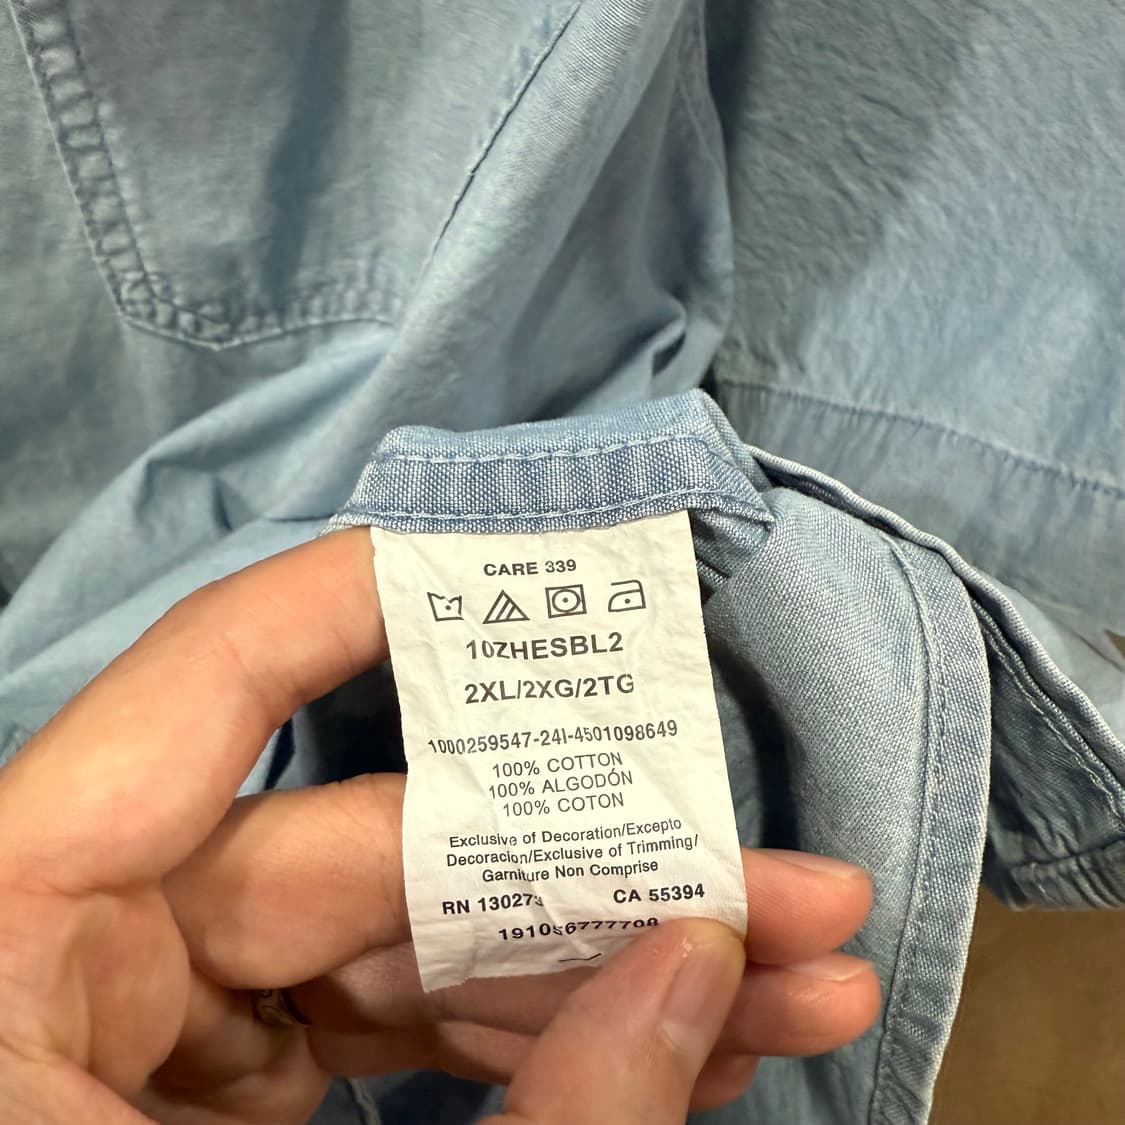 CARE 339
10ZHESBL2
2XL/2XG/2TG
1000259547-24I-4501098649
100% COTTON
100% ALGODÓN
100% COTON
Exclusive of Decoration/Excepto
Decoracion/Exclusive of Trimming/
Garniture Non Comprise
RN CA 55394